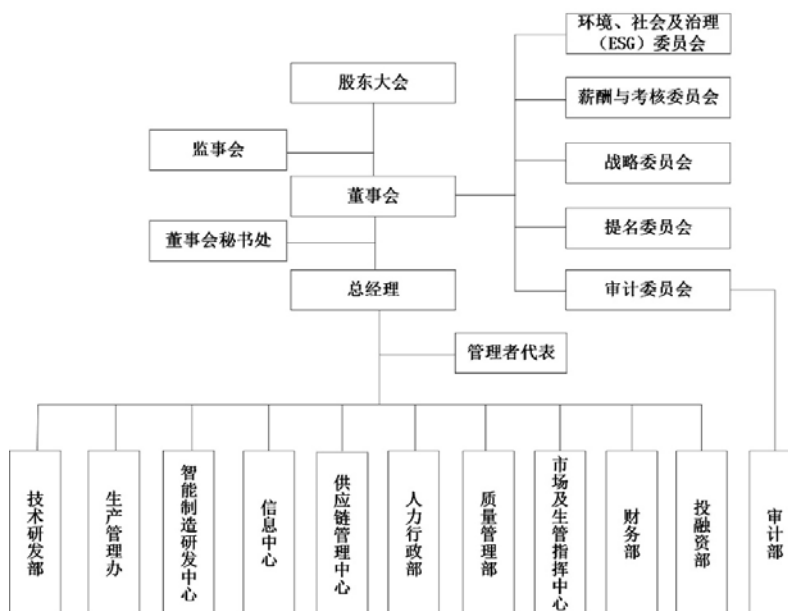 环境、社会及治理
（ESG）委员会
股东大会
薪酬与考核委员会
监事会
战略委员会
董事会
提名委员会
董事会秘书处
总经理
审计委员会
管理者代表
技术研发部
生产管理办
智能制造研发中心
信息中心
供应链管理中心
人力行政部
质量管理部
市场及生管指挥中心
财务部
投融资部
审计部